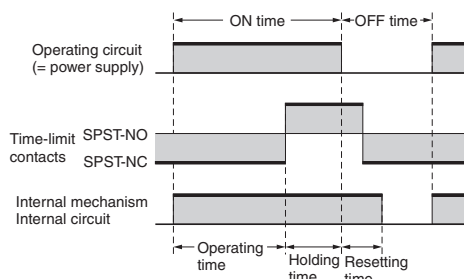 ON time
OFF time
Operating circuit
(= power supply)
Time-limit
contacts
SPST-NO
SPST-NC
Internal mechanism
Internal circuit
Operating
time
Holding
time
Resetting
time